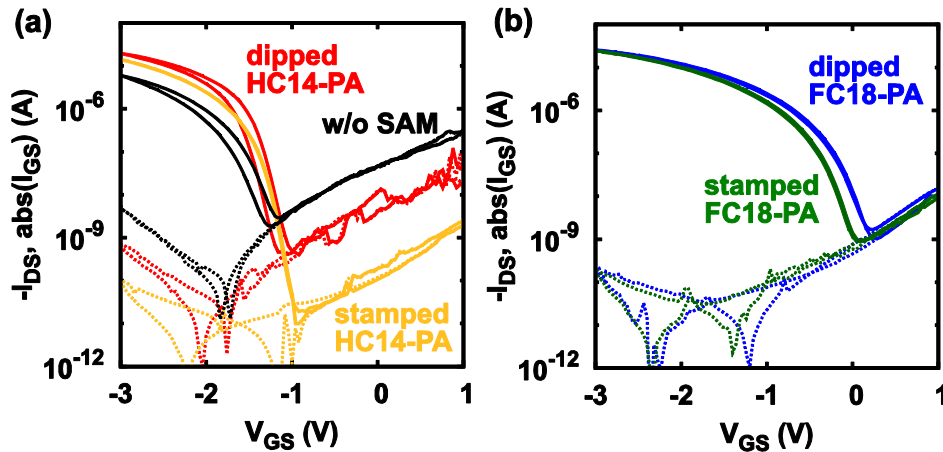 (a)
-I_DS, abs(I_GS) (A)
10^-6
10^-9
10^-12
dipped
HC14-PA
w/o SAM
stamped
HC14-PA
-3 -2 -1 0 1
V_GS (V)
(b)
-I_DS, abs(I_GS) (A)
10^-6
10^-9
10^-12
dipped
FC18-PA
stamped
FC18-PA
-3 -2 -1 0 1
V_GS (V)